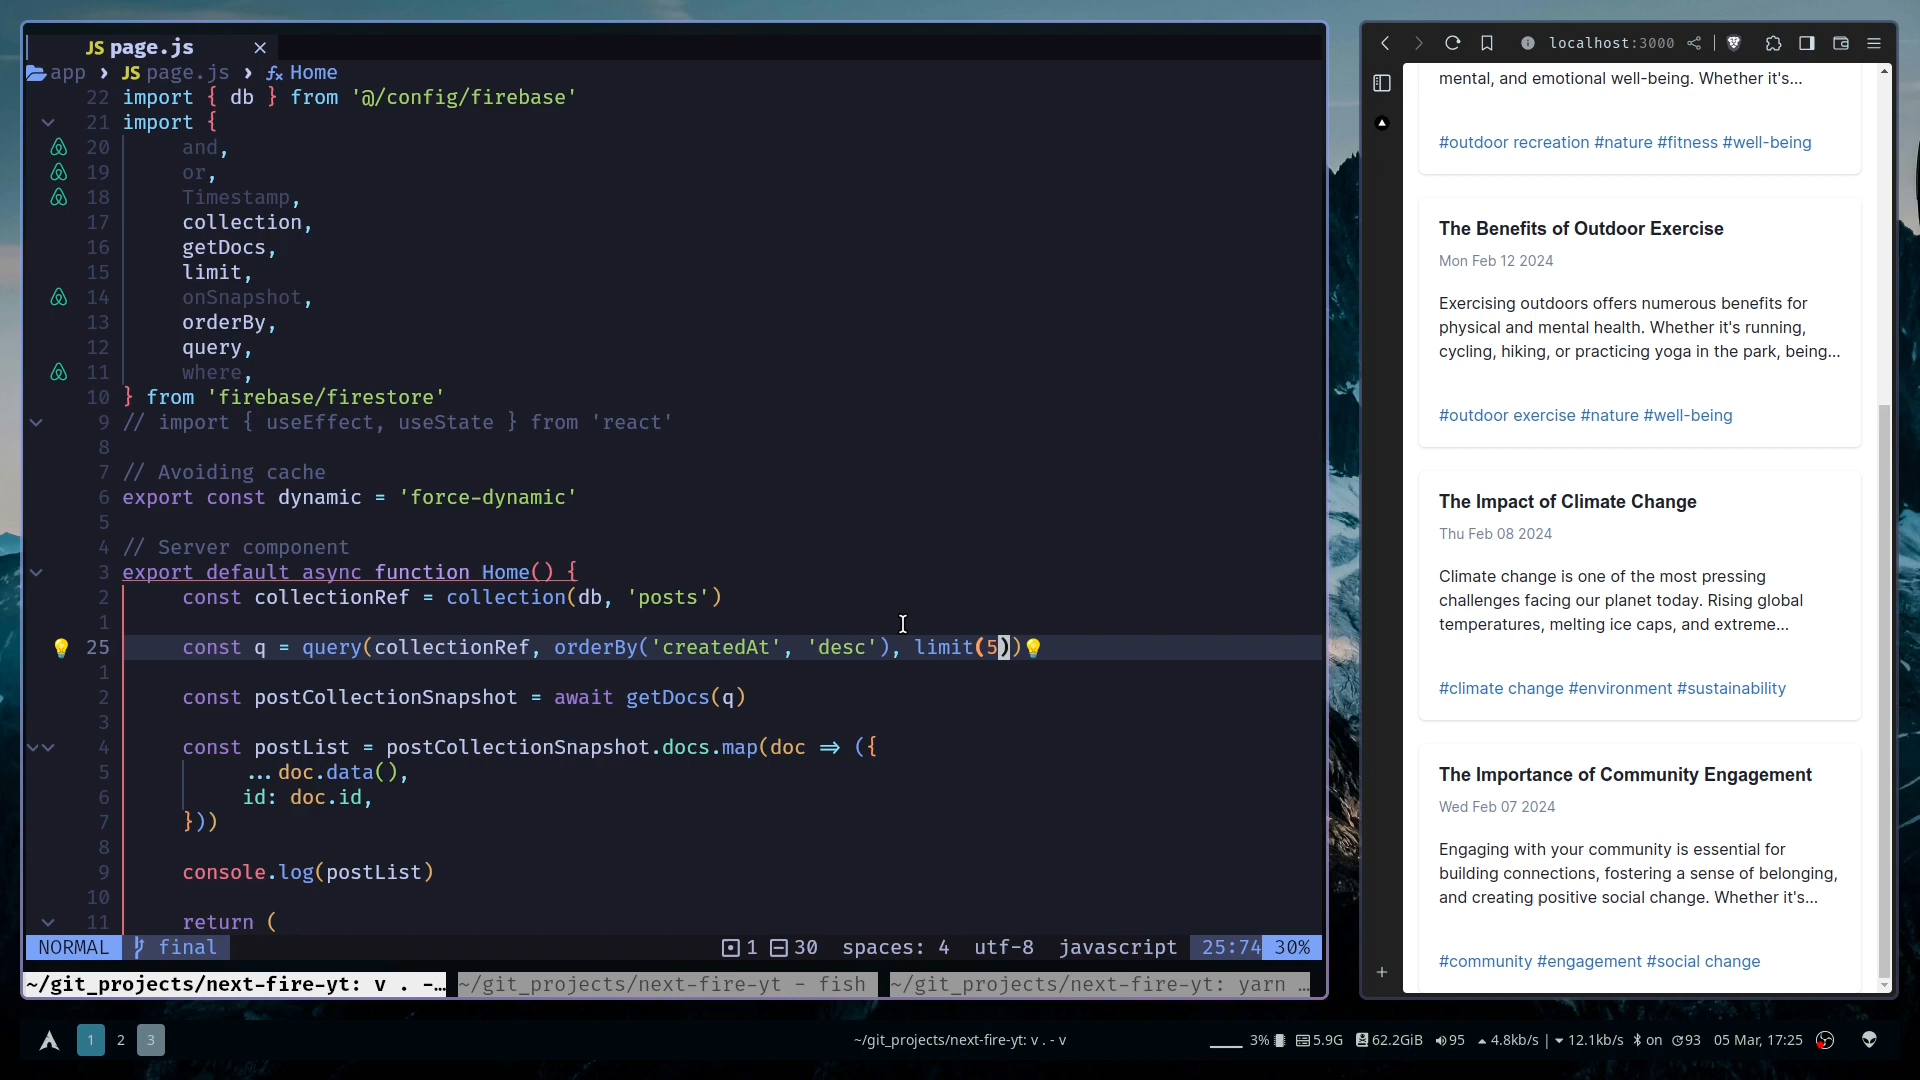 JS page.js ×
app › JS page.js › fx Home
22 import { db } from '@/config/firebase'
21 import {
20 and,
19 or,
18 Timestamp,
17 collection,
16 getDocs,
15 limit,
14 onSnapshot,
13 orderBy,
12 query,
11 where,
10 } from 'firebase/firestore'
9 // import { useEffect, useState } from 'react'
8
7 // Avoiding cache
6 export const dynamic = 'force-dynamic'
5
4 // Server component
3 export default async function Home() {
2 const collectionRef = collection(db, 'posts')
1
25 const q = query(collectionRef, orderBy('createdAt', 'desc'), limit(5))
1
2 const postCollectionSnapshot = await getDocs(q)
3
4 const postList = postCollectionSnapshot.docs.map(doc ⇒ ({
5 ...doc.data(),
6 id: doc.id,
7 }))
8
9 console.log(postList)
10
11 return (
NORMAL final 1 30 spaces: 4 utf-8 javascript 25:74 30%
~/git_projects/next-fire-yt: v . -… ~/git_projects/next-fire-yt - fish ~/git_projects/next-fire-yt: yarn …
localhost:3000
mental, and emotional well-being. Whether it's...
#outdoor recreation #nature #fitness #well-being
The Benefits of Outdoor Exercise
Mon Feb 12 2024
Exercising outdoors offers numerous benefits for
physical and mental health. Whether it's running,
cycling, hiking, or practicing yoga in the park, being...
#outdoor exercise #nature #well-being
The Impact of Climate Change
Thu Feb 08 2024
Climate change is one of the most pressing
challenges facing our planet today. Rising global
temperatures, melting ice caps, and extreme...
#climate change #environment #sustainability
The Importance of Community Engagement
Wed Feb 07 2024
Engaging with your community is essential for
building connections, fostering a sense of belonging,
and creating positive social change. Whether it's...
#community #engagement #social change
1 2 3 ~/git_projects/next-fire-yt: v . - v 3% 5.9G 62.2GiB 95 4.8kb/s | 12.1kb/s on 93 05 Mar, 17:25